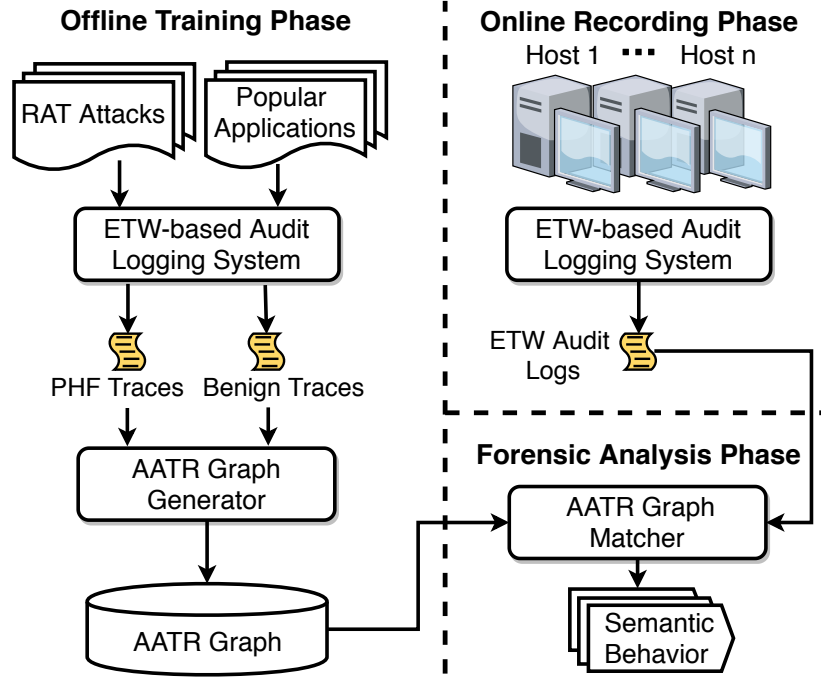 Offline Training Phase
RAT Attacks
Popular
Applications
ETW-based Audit
Logging System
PHF Traces
Benign Traces
AATR Graph
Generator
AATR Graph
Online Recording Phase
Host 1 ... Host n
ETW-based Audit
Logging System
ETW Audit
Logs
Forensic Analysis Phase
AATR Graph
Matcher
Semantic
Behavior